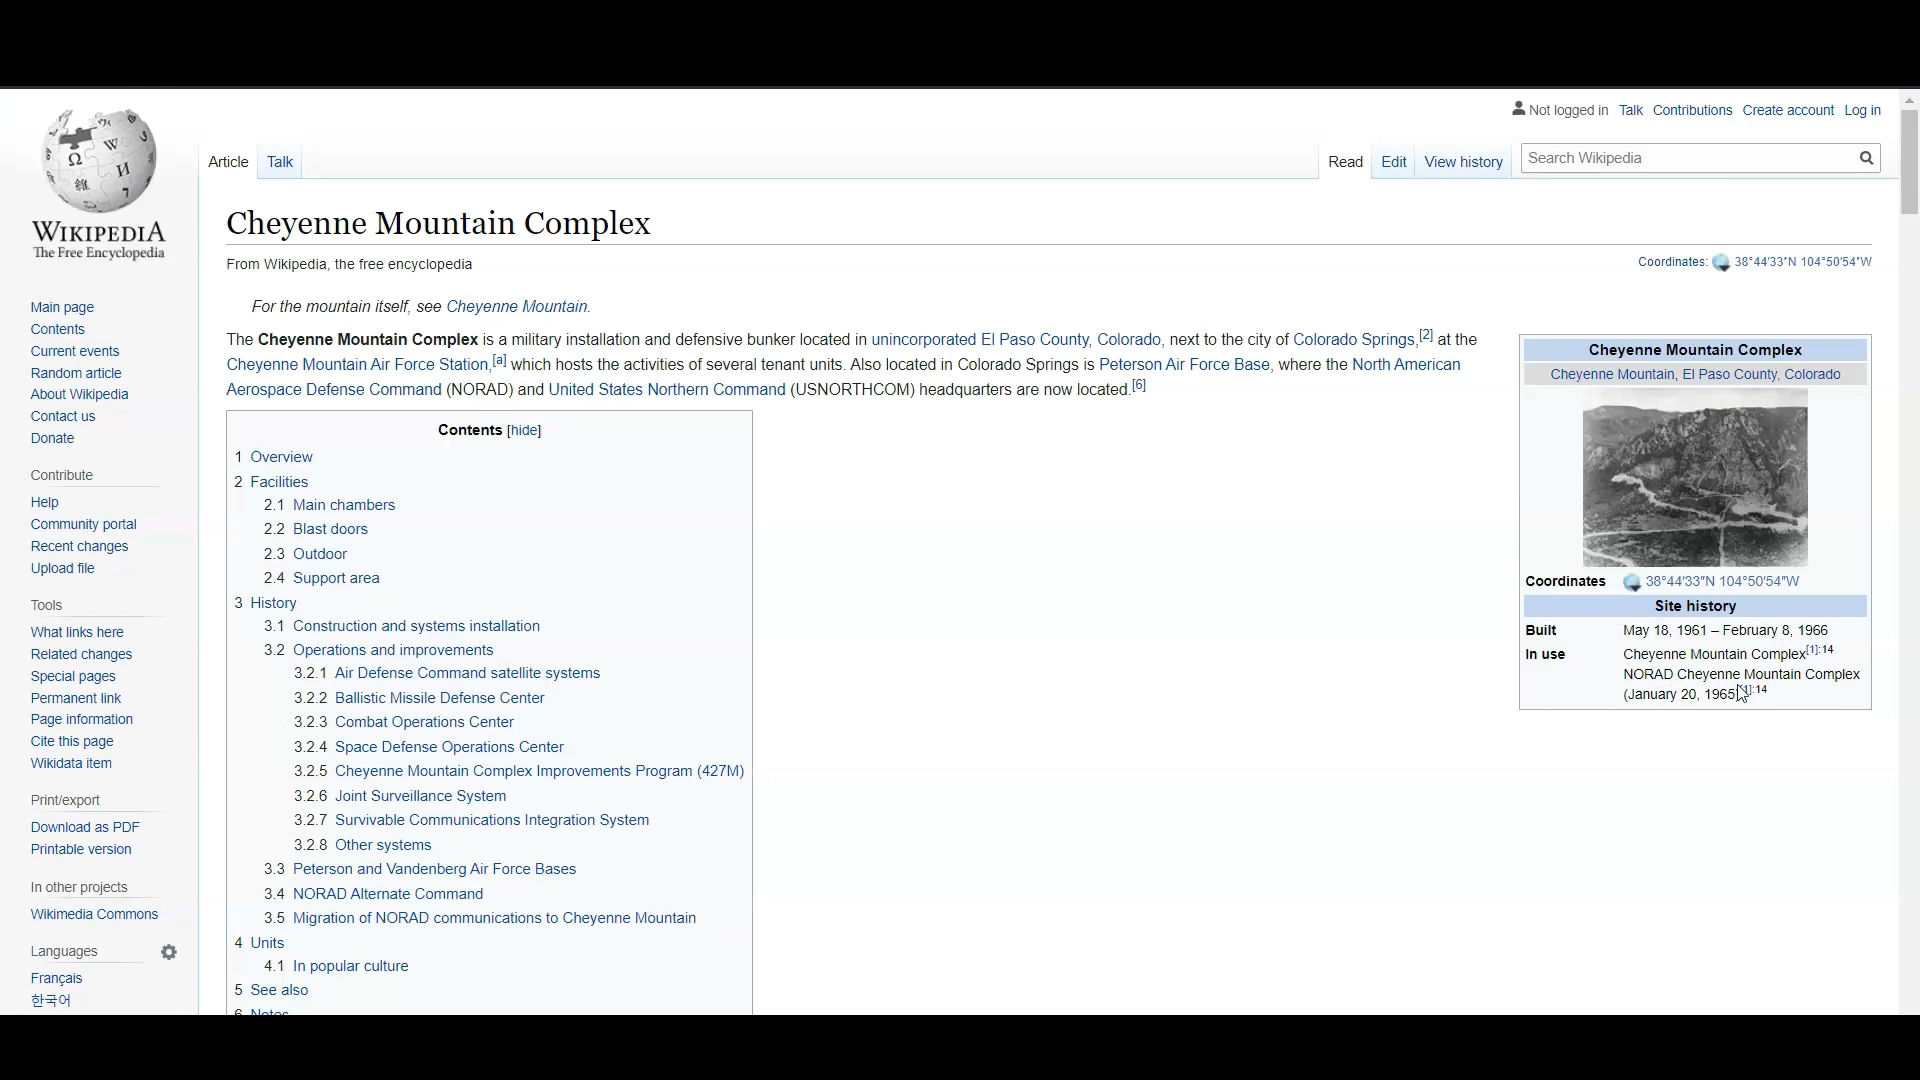 Not logged in Talk Contributions Create account Log in
Article Talk Read Edit View history Search Wikipedia
WIKIPEDIA
The Free Encyclopedia
Main page
Contents
Current events
Random article
About Wikipedia
Contact us
Donate
Contribute
Help
Community portal
Recent changes
Upload file
Tools
What links here
Related changes
Special pages
Permanent link
Page information
Cite this page
Wikidata item
Print/export
Download as PDF
Printable version
In other projects
Wikimedia Commons
Languages
Français
한국어
Cheyenne Mountain Complex
From Wikipedia, the free encyclopedia
Coordinates: 38°44′33″N 104°50′54″W
For the mountain itself, see Cheyenne Mountain.
The Cheyenne Mountain Complex is a military installation and defensive bunker located in unincorporated El Paso County, Colorado, next to the city of Colorado Springs,[2] at the
Cheyenne Mountain Air Force Station,[a] which hosts the activities of several tenant units. Also located in Colorado Springs is Peterson Air Force Base, where the North American
Aerospace Defense Command (NORAD) and United States Northern Command (USNORTHCOM) headquarters are now located.[6]
Contents [hide]
1 Overview
2 Facilities
2.1 Main chambers
2.2 Blast doors
2.3 Outdoor
2.4 Support area
3 History
3.1 Construction and systems installation
3.2 Operations and improvements
3.2.1 Air Defense Command satellite systems
3.2.2 Ballistic Missile Defense Center
3.2.3 Combat Operations Center
3.2.4 Space Defense Operations Center
3.2.5 Cheyenne Mountain Complex Improvements Program (427M)
3.2.6 Joint Surveillance System
3.2.7 Survivable Communications Integration System
3.2.8 Other systems
3.3 Peterson and Vandenberg Air Force Bases
3.4 NORAD Alternate Command
3.5 Migration of NORAD communications to Cheyenne Mountain
4 Units
4.1 In popular culture
5 See also
6 Notes
Cheyenne Mountain Complex
Cheyenne Mountain, El Paso County, Colorado
Coordinates 38°44′33″N 104°50′54″W
Site history
Built May 18, 1961 – February 8, 1966
In use Cheyenne Mountain Complex[1]:14
NORAD Cheyenne Mountain Complex
(January 20, 1965)[1]:14